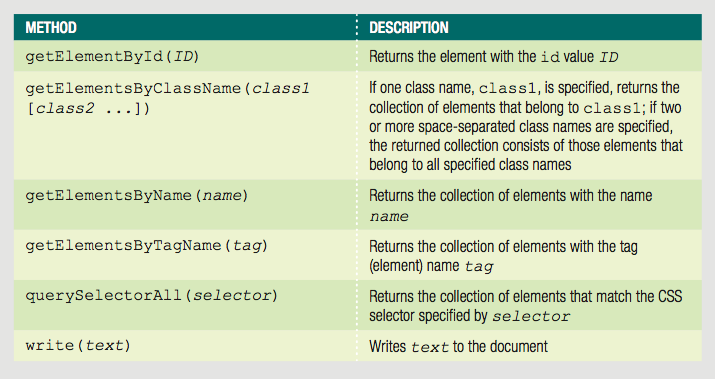 METHOD DESCRIPTION
getElementById(ID) Returns the element with the id value ID
getElementsByClassName(class1 If one class name, class1, is specified, returns the
[class2 ...]) collection of elements that belong to class1; if two
or more space-separated class names are specified,
the returned collection consists of those elements that
belong to all specified class names
getElementsByName(name) Returns the collection of elements with the name
name
getElementsByTagName(tag) Returns the collection of elements with the tag
(element) name tag
querySelectorAll(selector) Returns the collection of elements that match the CSS
selector specified by selector
write(text) Writes text to the document